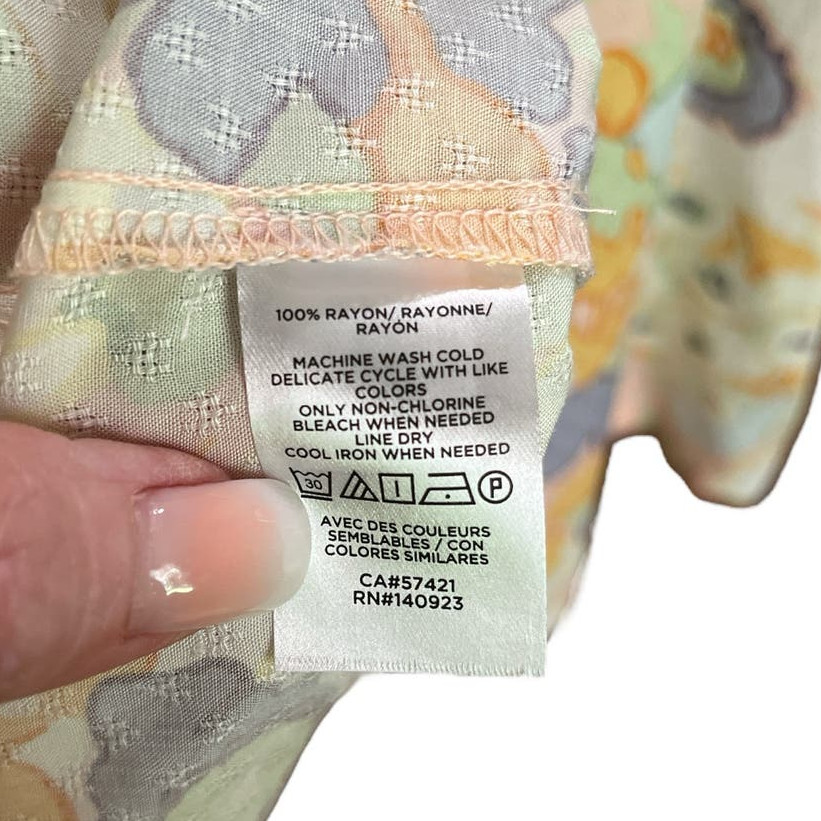 100% RAYON/ RAYONNE/
RAYÓN
MACHINE WASH COLD
DELICATE CYCLE WITH LIKE
COLORS
ONLY NON-CHLORINE
BLEACH WHEN NEEDED
LINE DRY
COOL IRON WHEN NEEDED
30 P
AVEC DES COULEURS
SEMBLABLES / CON
COLORES SIMILARES
CA#57421
RN#140923